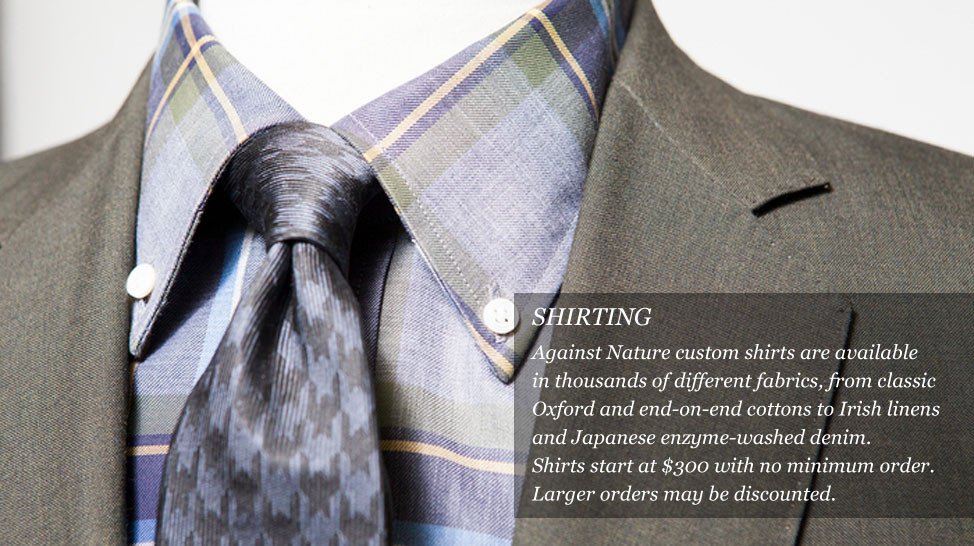 SHIRTING
Against Nature custom shirts are available
in thousands of different fabrics, from classic
Oxford and end-on-end cottons to Irish linens
and Japanese enzyme-washed denim.
Shirts start at $300 with no minimum order.
Larger orders may be discounted.